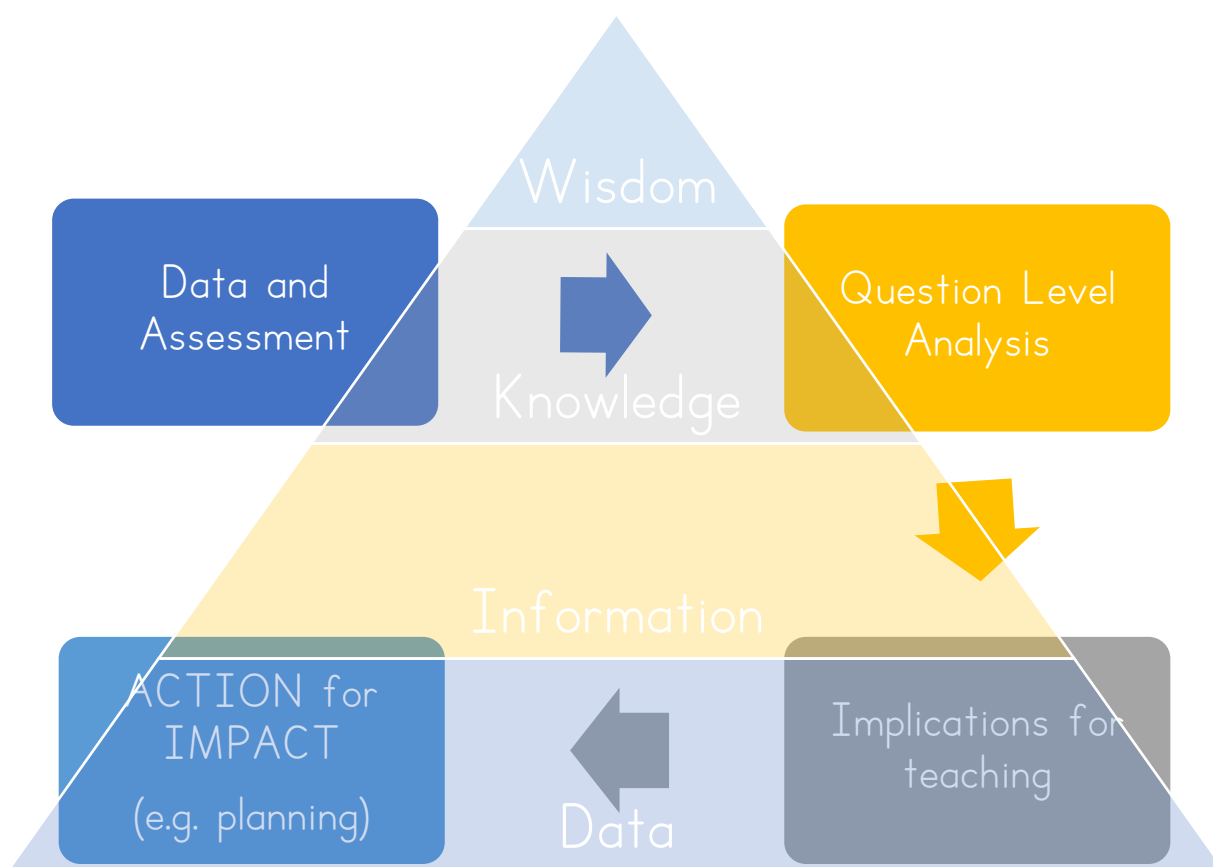 Wisdom
Data and
Assessment
Question Level
Analysis
Knowledge
Information
ACTION for
IMPACT
(e.g. planning)
Implications for
teaching
Data